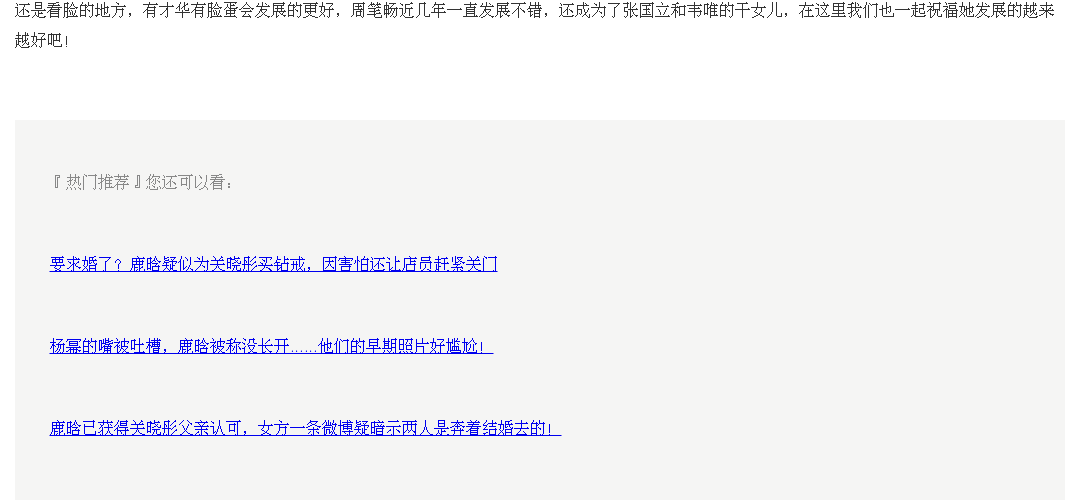 还是看脸的地方，有才华有脸蛋会发展的更好，周笔畅近几年一直发展不错，还成为了张国立和韦唯的干女儿，在这里我们也一起祝福她发展的越来
越好吧！
『热门推荐』您还可以看：
要求婚了？鹿晗疑似为关晓彤买钻戒，因害怕还让店员赶紧关门
杨幂的嘴被吐槽，鹿晗被称没长开……他们的早期照片好尴尬！
鹿晗已获得关晓彤父亲认可，女方一条微博疑暗示两人是奔着结婚去的！